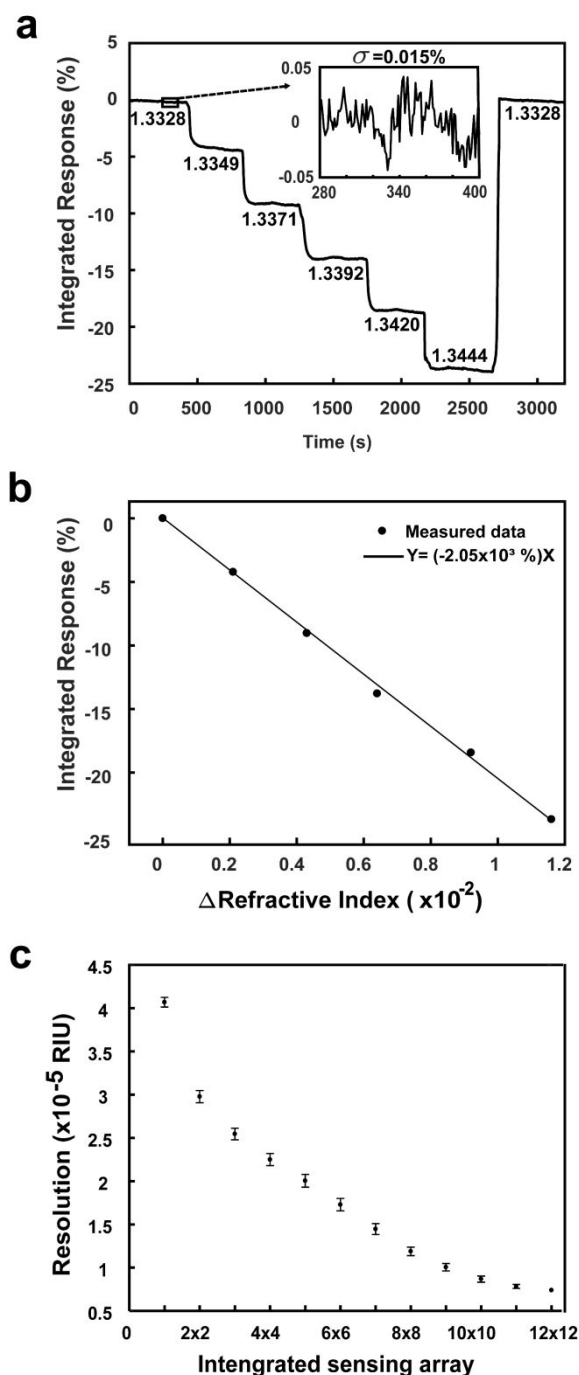 a
σ =0.015%
Integrated Response (%)
5
0
-5
-10
-15
-20
-25
0.05
0
-0.05
280
340
400
1.3328
1.3349
1.3371
1.3392
1.3420
1.3444
1.3328
0 500 1000 1500 2000 2500 3000
Time (s)
b
Integrated Response (%)
0
-5
-10
-15
-20
-25
Measured data
Y= (-2.05x10³ %)X
0 0.2 0.4 0.6 0.8 1 1.2
ΔRefractive Index ( x10⁻²)
c
Resolution (x10⁻⁵ RIU)
4.5
4
3.5
3
2.5
2
1.5
1
0.5
0 2x2 4x4 6x6 8x8 10x10 12x12
Intengrated sensing array